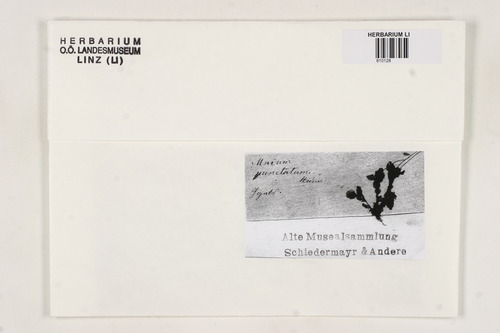 HERBARIUM
O.Ö. LANDESMUSEUM
LINZ (LI)
HERBARIUM LI
Mnium
punctatum
Alte Musealsammlung
Schiedermayr & Andere